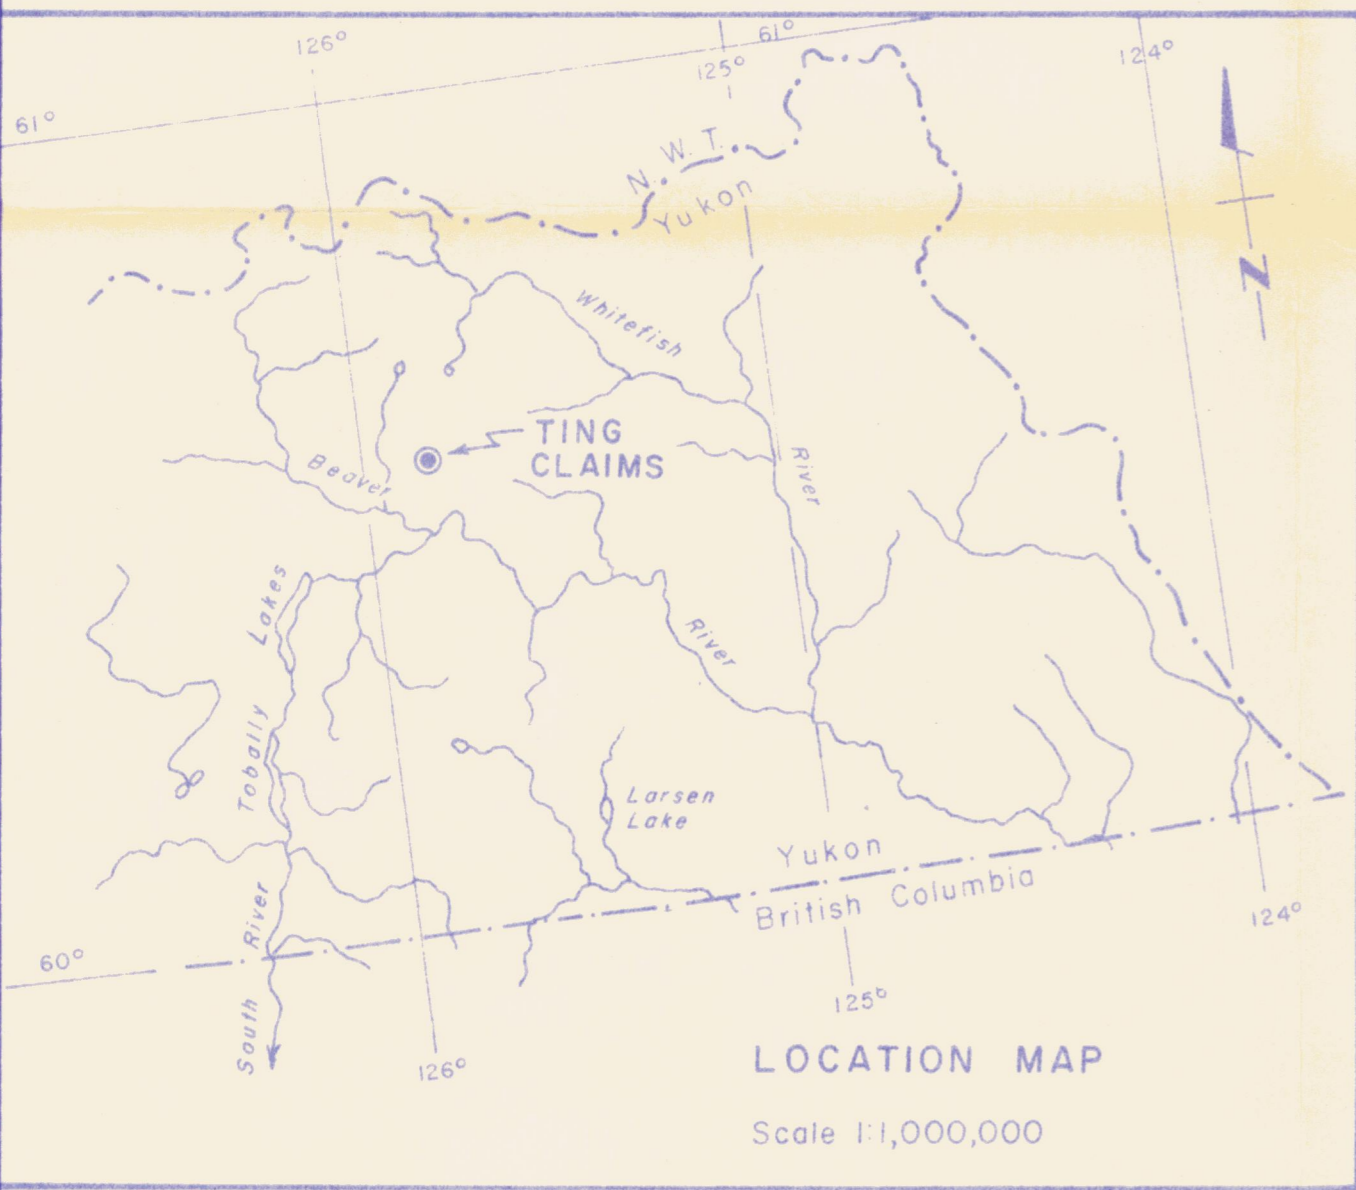 126°
61°
125°
124°
61°
N. W. T.
Yukon
N
Whitefish
TING
CLAIMS
Beaver
River
Lakes
River
Tobally
Larsen
Lake
Yukon
British Columbia
River
124°
60°
125°
South
126°
LOCATION MAP
Scale 1:1,000,000